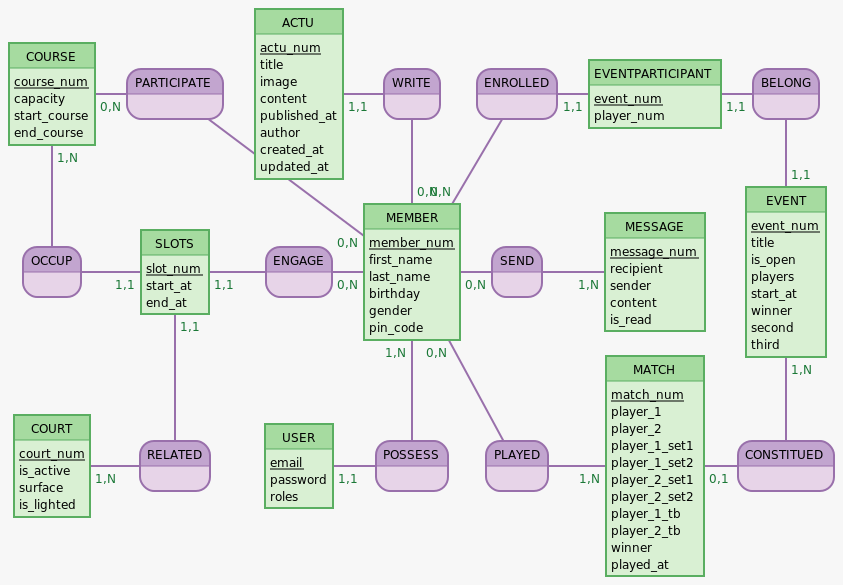 COURSE
course_num
capacity
start_course
end_course
0,N
1,N
PARTICIPATE
ACTU
actu_num
title
image
content
published_at
author
created_at
updated_at
1,1
WRITE
0,N
ENROLLED
0,N
1,1
EVENTPARTICIPANT
event_num
player_num
1,1
BELONG
1,1
OCCUP
1,1
SLOTS
slot_num
start_at
end_at
1,1
1,1
ENGAGE
0,N
0,N
MEMBER
member_num
first_name
last_name
birthday
gender
pin_code
0,N
1,N
0,N
SEND
1,N
MESSAGE
message_num
recipient
sender
content
is_read
EVENT
event_num
title
is_open
players
start_at
winner
second
third
1,N
COURT
court_num
is_active
surface
is_lighted
1,N
RELATED
USER
email
password
roles
1,1
POSSESS
PLAYED
1,N
MATCH
match_num
player_1
player_2
player_1_set1
player_1_set2
player_2_set1
player_2_set2
player_1_tb
player_2_tb
winner
played_at
0,1
CONSTITUED